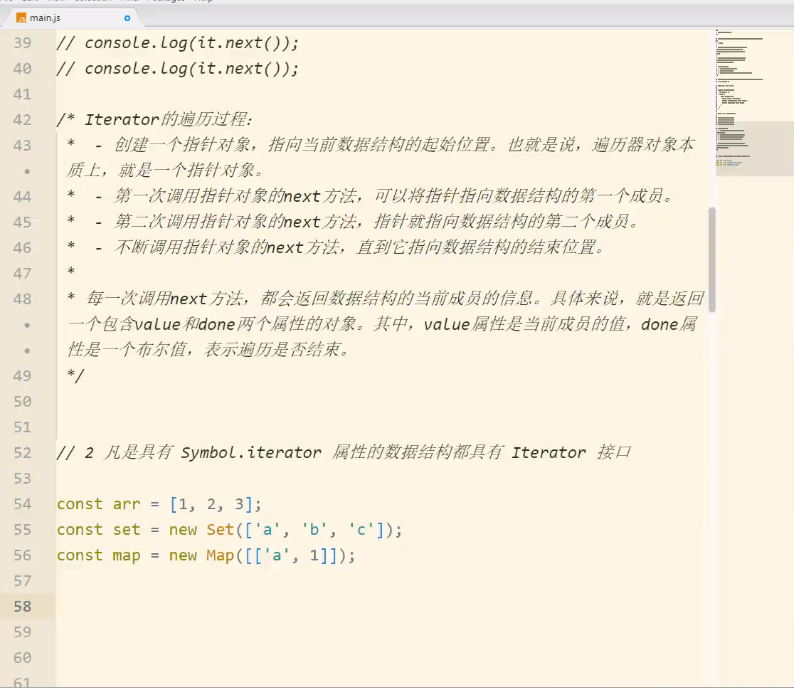 main.js
39 // console.log(it.next());
40 // console.log(it.next());
41
42 /* Iterator的遍历过程:
43 * - 创建一个指针对象，指向当前数据结构的起始位置。也就是说，遍历器对象本
质上，就是一个指针对象。
44 * - 第一次调用指针对象的next方法，可以将指针指向数据结构的第一个成员。
45 * - 第二次调用指针对象的next方法，指针就指向数据结构的第二个成员。
46 * - 不断调用指针对象的next方法，直到它指向数据结构的结束位置。
47 *
48 * 每一次调用next方法，都会返回数据结构的当前成员的信息。具体来说，就是返回
一个包含value和done两个属性的对象。其中，value属性是当前成员的值，done属
性是一个布尔值，表示遍历是否结束。
49 */
50
51
52 // 2 凡是具有 Symbol.iterator 属性的数据结构都具有 Iterator 接口
53
54 const arr = [1, 2, 3];
55 const set = new Set(['a', 'b', 'c']);
56 const map = new Map([['a', 1]]);
57
58
59
60
61